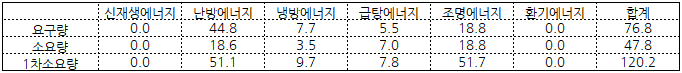 신재생에너지 난방에너지 냉방에너지 급탕에너지 조명에너지 환기에너지 합계
요구량 0.0 44.8 7.7 5.5 18.8 0.0 76.8
소요량 0.0 18.6 3.5 7.0 18.8 0.0 47.8
1차소요량 0.0 51.1 9.7 7.8 51.7 0.0 120.2